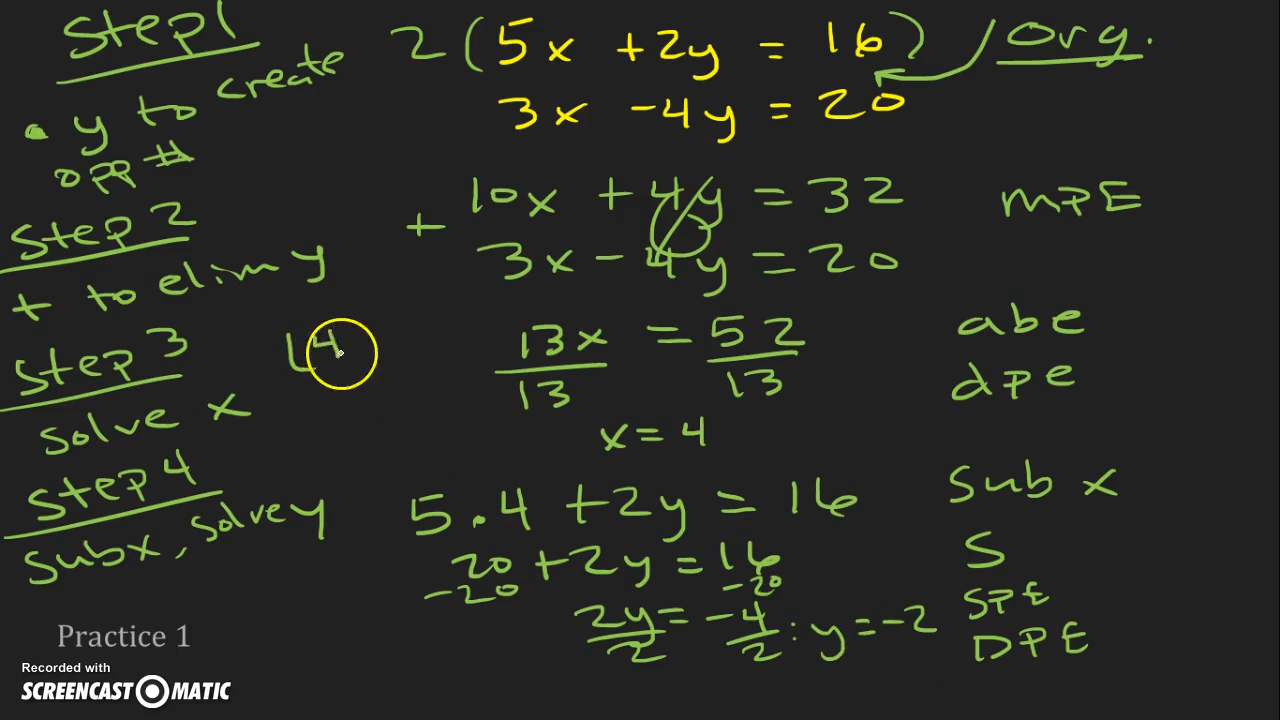 Step 1
• y to create
opp #
Step 2
+ to elim y
Step 3
solve x
Step 4
subx, solve y
2 ( 5x +2y = 16 )
Org.
3x -4y = 20
10x +4y = 32
mPE
+
3x -4y = 20
13x = 52
abe
13 13
dpe
x = 4
5.4 +2y = 16
Sub x
20 +2y = 16
S
-20 -20
SPE
2y = -4 : y = -2
2 2
DPE
Practice 1
Recorded with
SCREENCAST MATIC